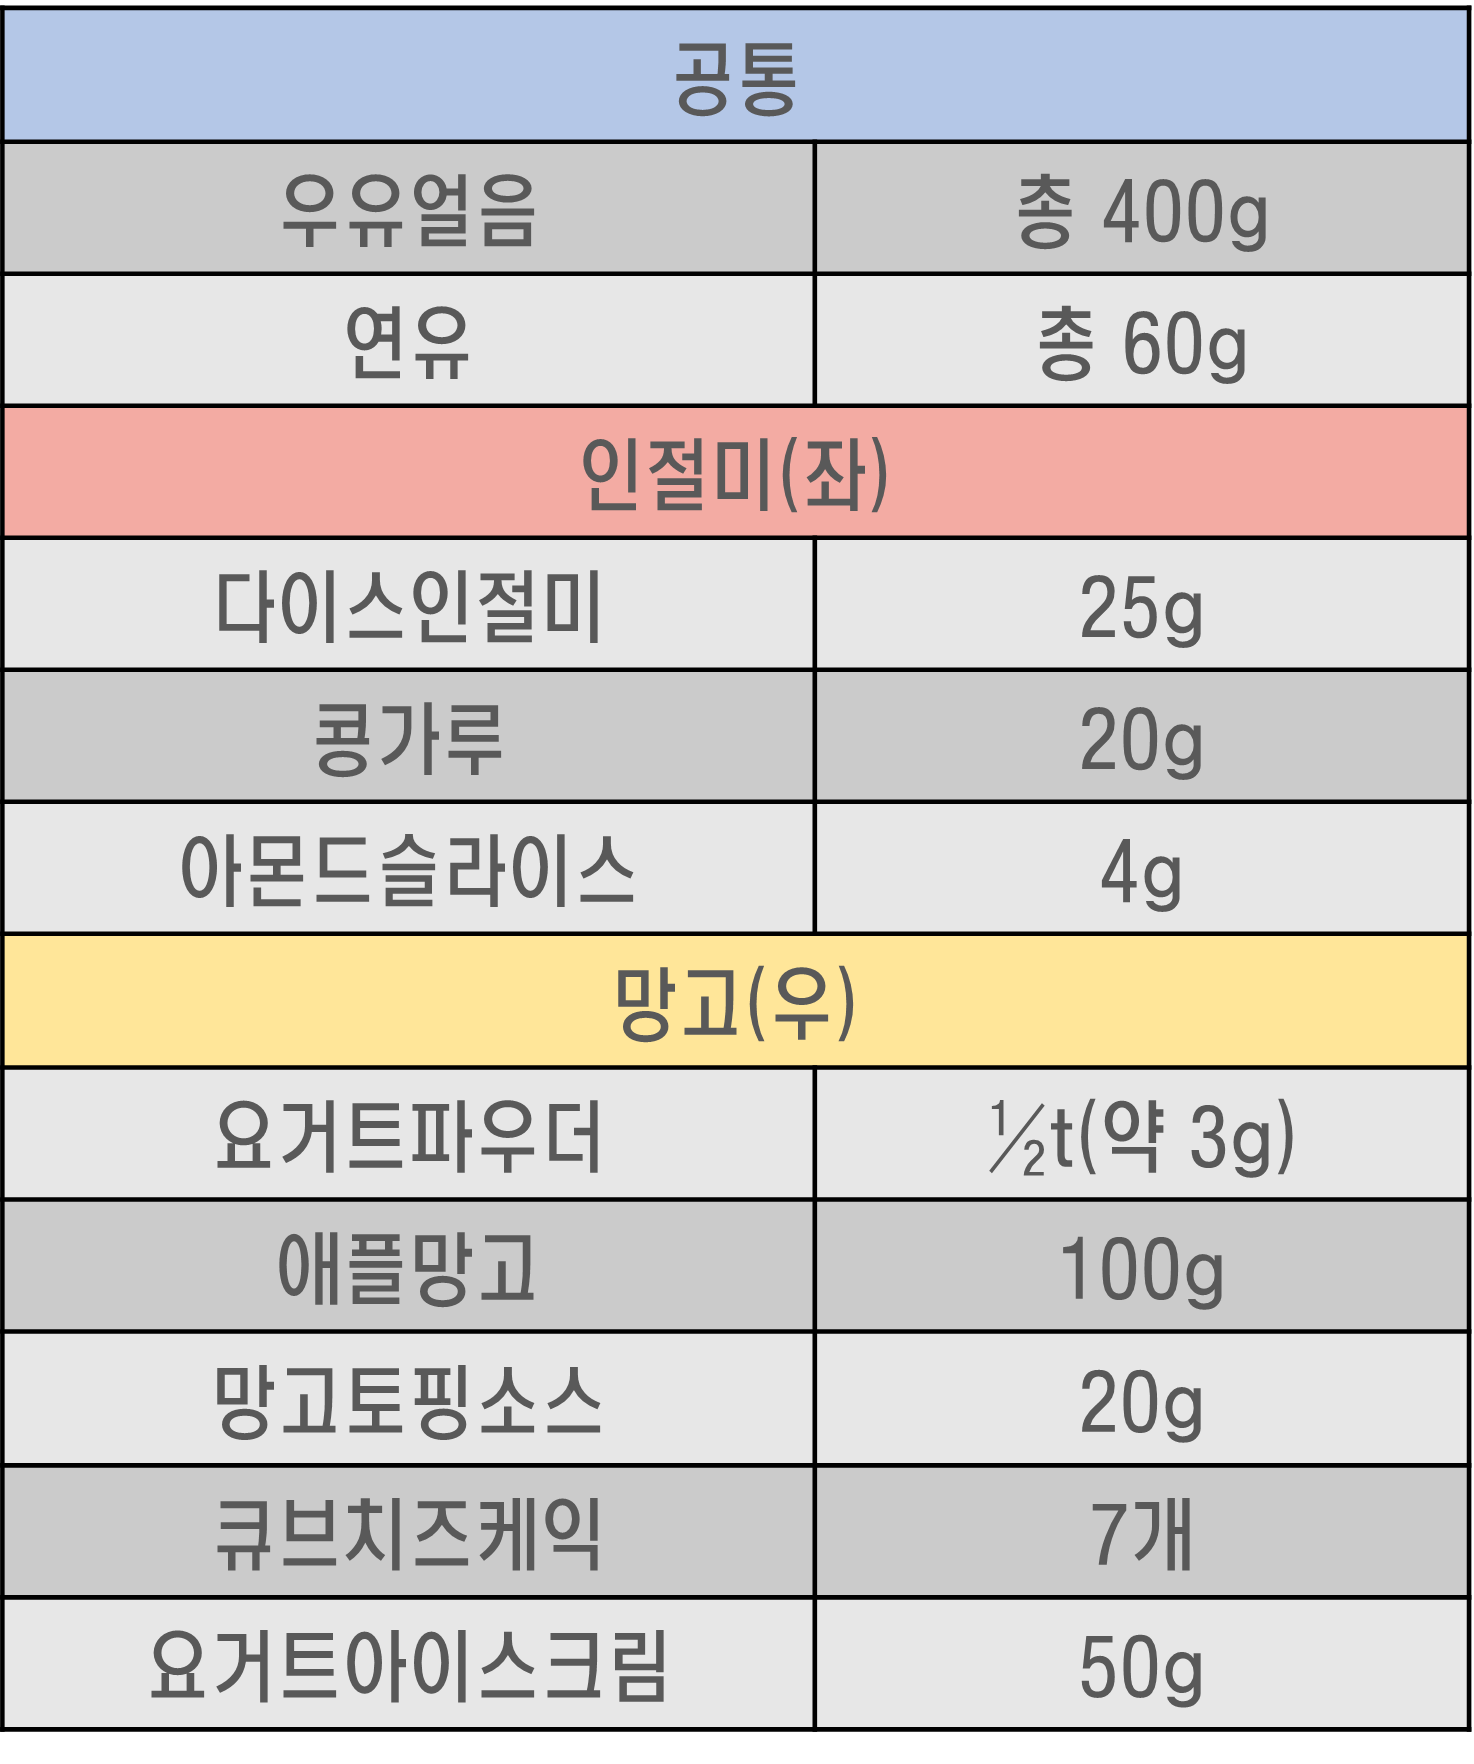 공통
우유얼음 총 400g
연유 총 60g
인절미(좌)
다이스인절미 25g
콩가루 20g
아몬드슬라이스 4g
망고(우)
요거트파우더 ½t(약 3g)
애플망고 100g
망고토핑소스 20g
큐브치즈케익 7개
요거트아이스크림 50g